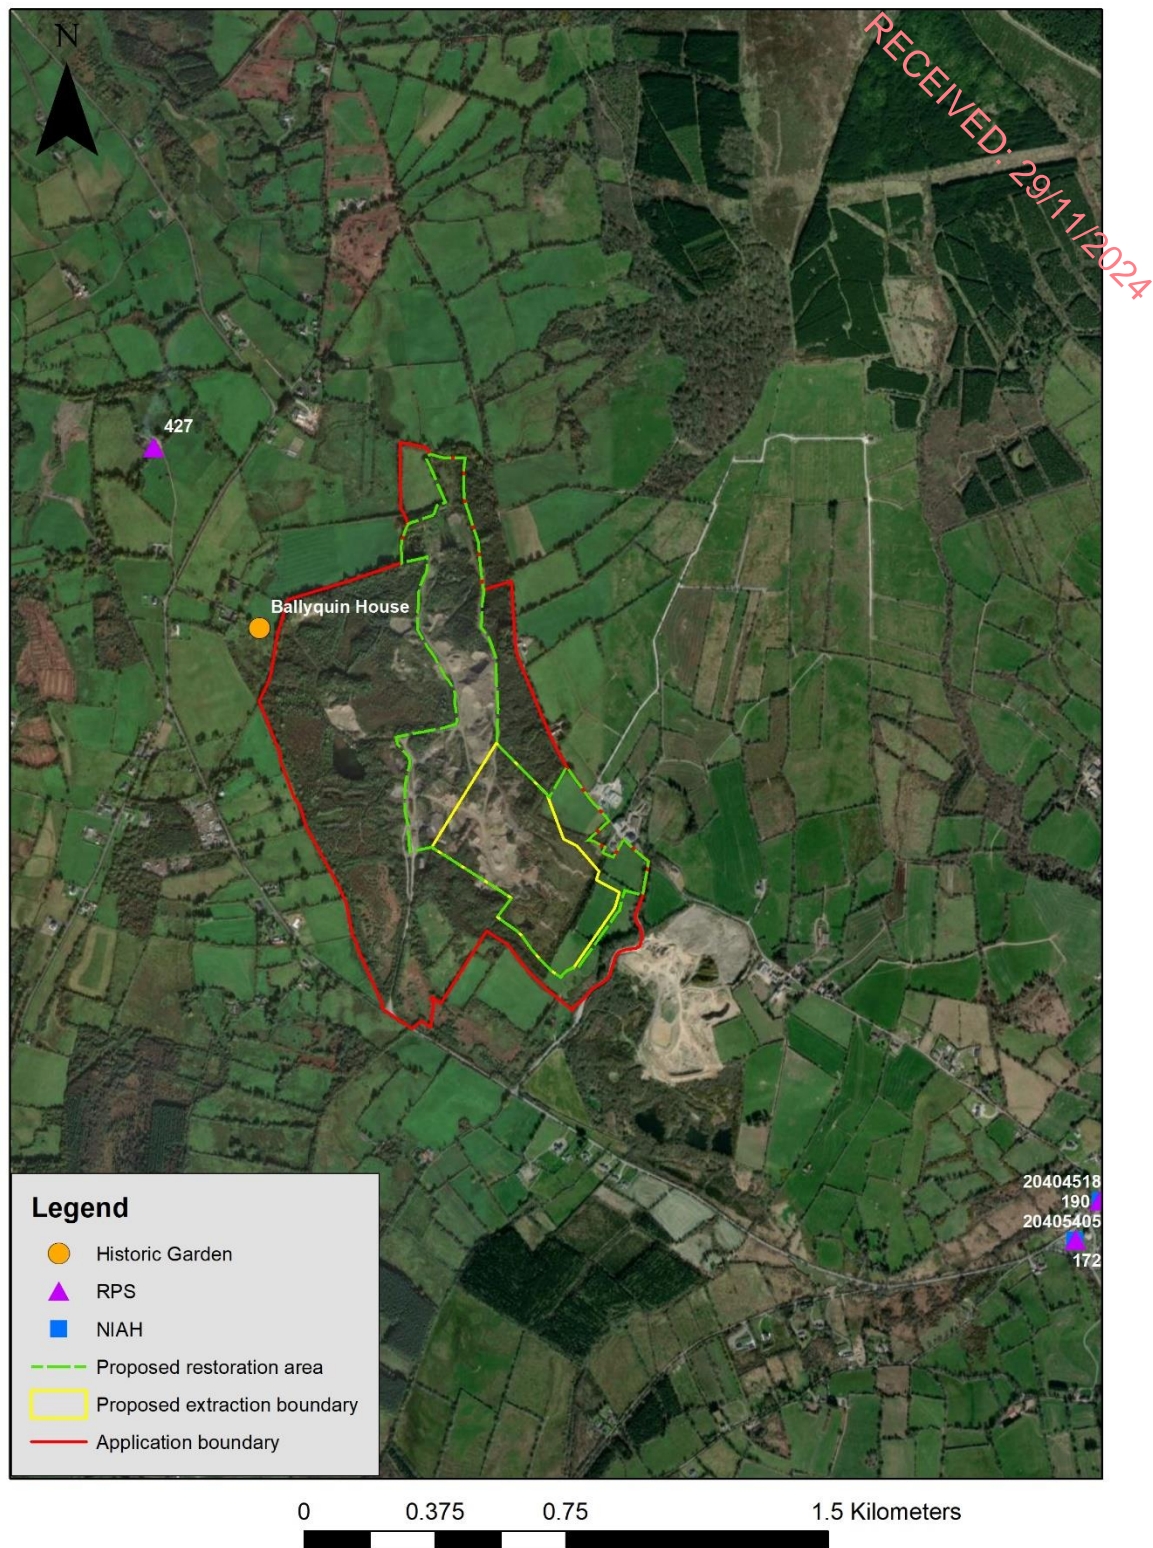 N
RECEIVED: 29/11/2024
427
Ballyquin House
20404518
190
20405405
172
Legend
Historic Garden
RPS
NIAH
Proposed restoration area
Proposed extraction boundary
Application boundary
0 0.375 0.75 1.5 Kilometers